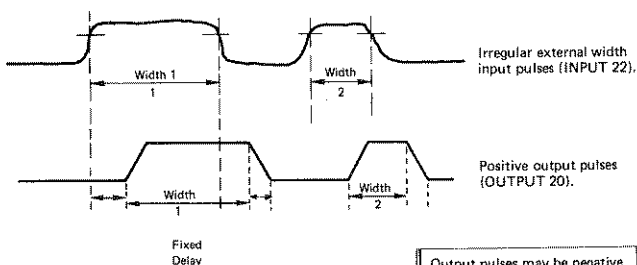 Irregular external width
input pulses (INPUT 22).
Width 1
1
Width
2
Positive output pulses
(OUTPUT 20).
Width
1
Width
2
Fixed
Delay
Output pulses may be negative